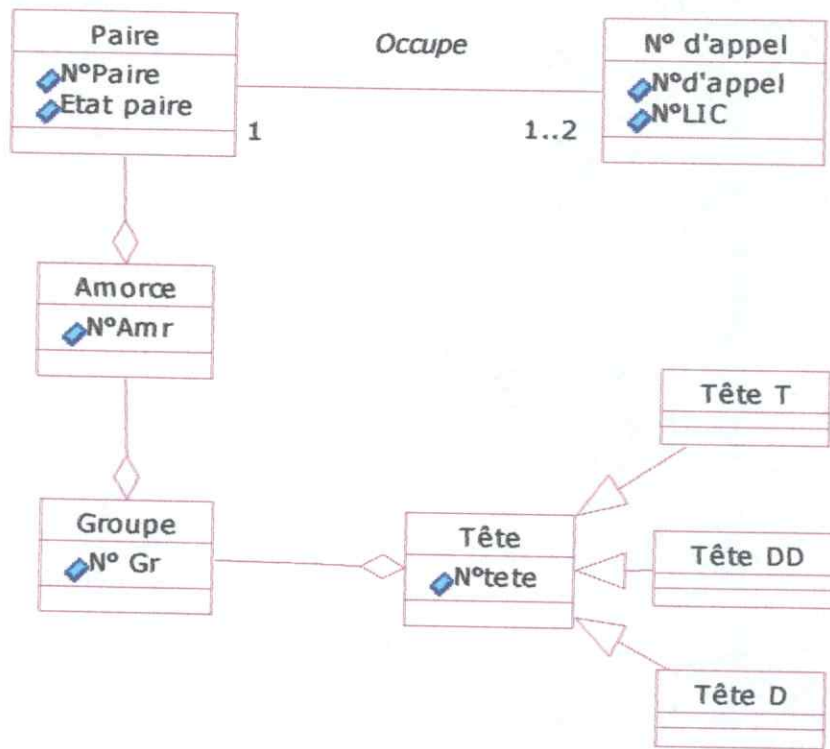 Paire
N°Paire
Etat paire
Occupe
1
1..2
N° d'appel
N°d'appel
N°LIC
Amorce
N°Amr
Groupe
N° Gr
Tête
N°tete
Tête T
Tête DD
Tête D